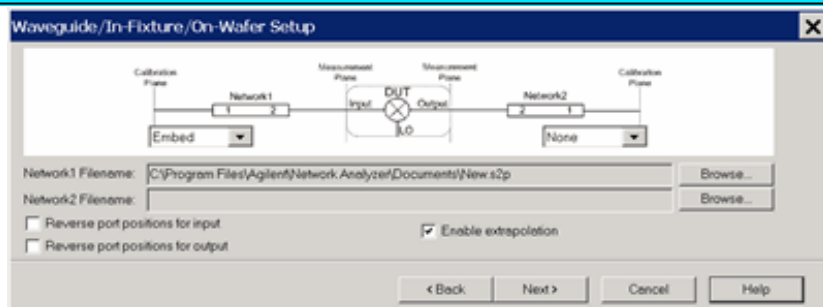 Waveguide/In-Fixture/On-Wafer Setup
Calibration Plane
Measurement Plane
Measurement Plane
Calibration Plane
Network1
1 2
Input
DUT
Output
LO
Network2
2 1
Embed
None
Network1 Filename: C:\Program Files\Agilent\Network Analyzer\Documents\New.s2p Browse...
Network2 Filename: Browse...
Reverse port positions for input
Enable extrapolation
Reverse port positions for output
< Back Next > Cancel Help